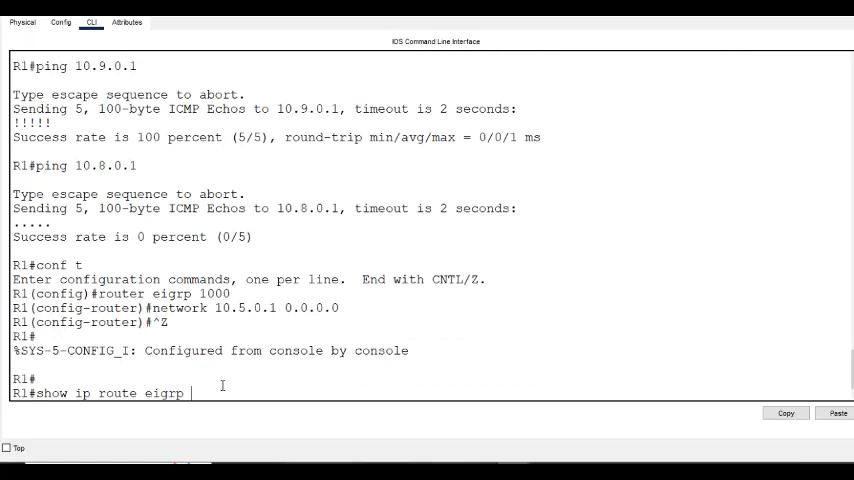 Physical Config CLI Attributes
IOS Command Line Interface
R1#ping 10.9.0.1
Type escape sequence to abort.
Sending 5, 100-byte ICMP Echos to 10.9.0.1, timeout is 2 seconds:
!!!!!
Success rate is 100 percent (5/5), round-trip min/avg/max = 0/0/1 ms
R1#ping 10.8.0.1
Type escape sequence to abort.
Sending 5, 100-byte ICMP Echos to 10.8.0.1, timeout is 2 seconds:
.....
Success rate is 0 percent (0/5)
R1#conf t
Enter configuration commands, one per line.  End with CNTL/Z.
R1(config)#router eigrp 1000
R1(config-router)#network 10.5.0.1 0.0.0.0
R1(config-router)#^Z
R1#
%SYS-5-CONFIG_I: Configured from console by console
R1#
R1#show ip route eigrp
Copy Paste
Top